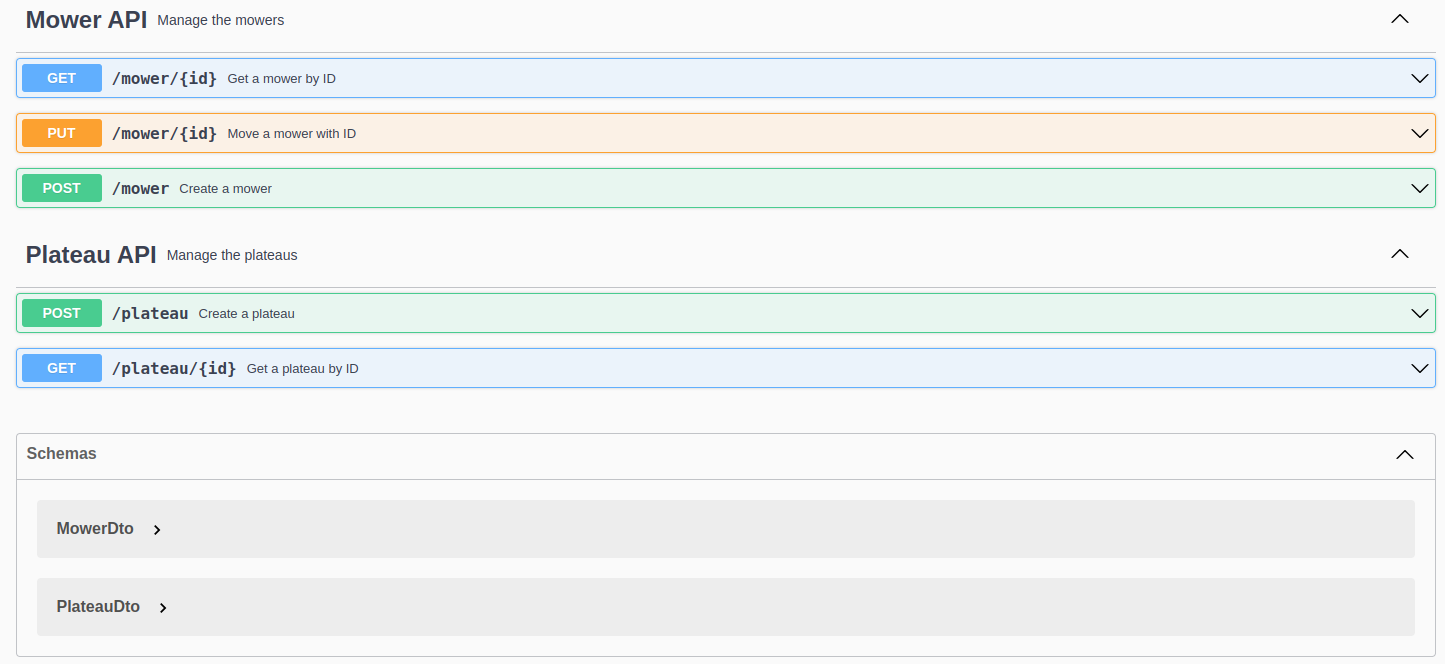 Mower API Manage the mowers
GET /mower/{id} Get a mower by ID
PUT /mower/{id} Move a mower with ID
POST /mower Create a mower
Plateau API Manage the plateaus
POST /plateau Create a plateau
GET /plateau/{id} Get a plateau by ID
Schemas
MowerDto
PlateauDto